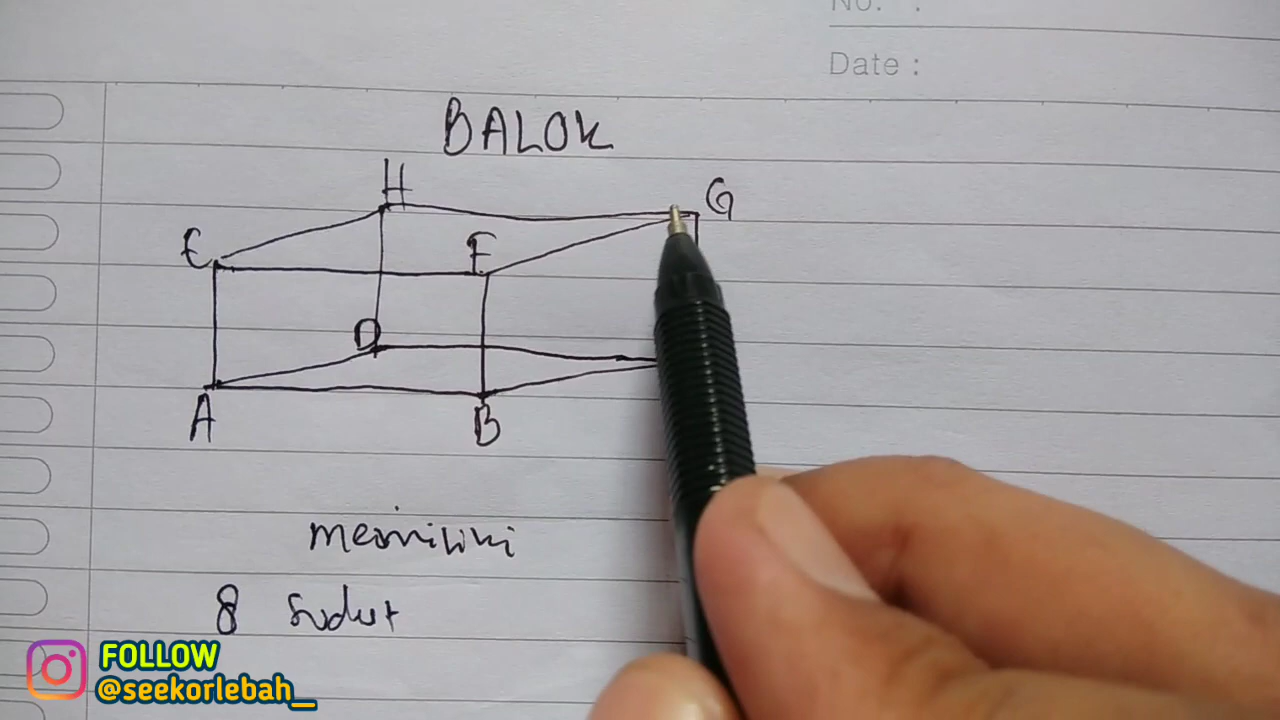 No. :
Date :
BALOK
H
G
E
F
D
A
B
memiliki
8 sudut
FOLLOW
@seekorlebah_